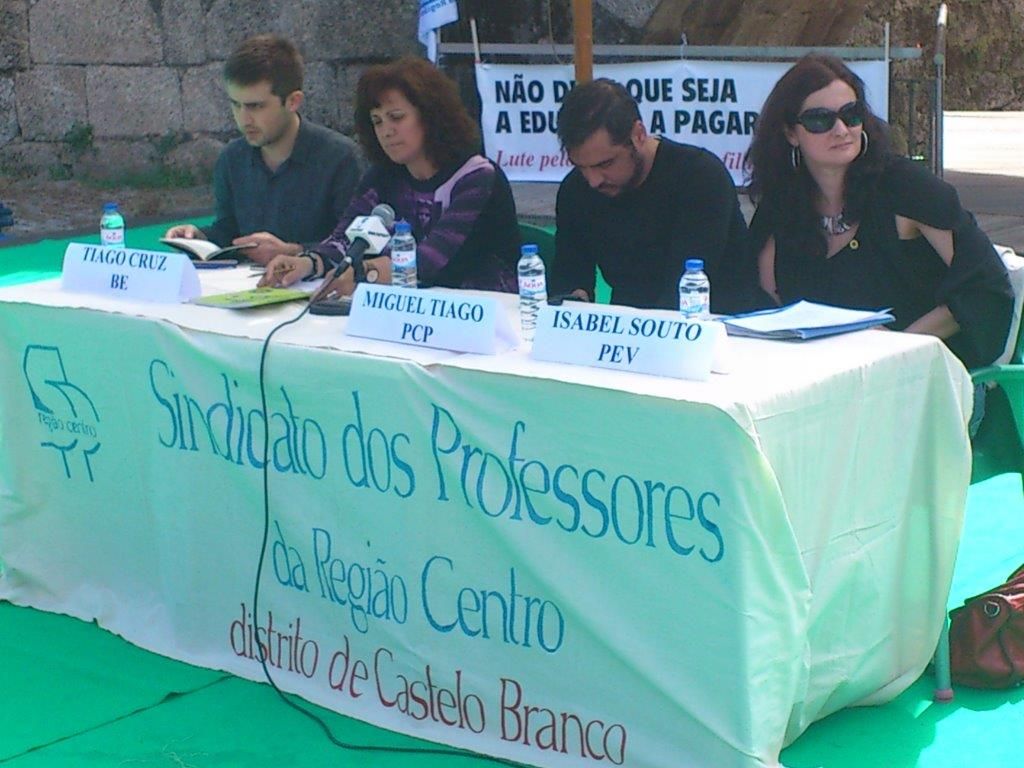 NÃO D QUE SEJA
A EDU A PAGAR
Lute pel fil
TIAGO CRUZ
BE
MIGUEL TIAGO
PCP
ISABEL SOUTO
PEV
região centro
Sindicato dos Professores
da Região Centro
distrito de Castelo Branco